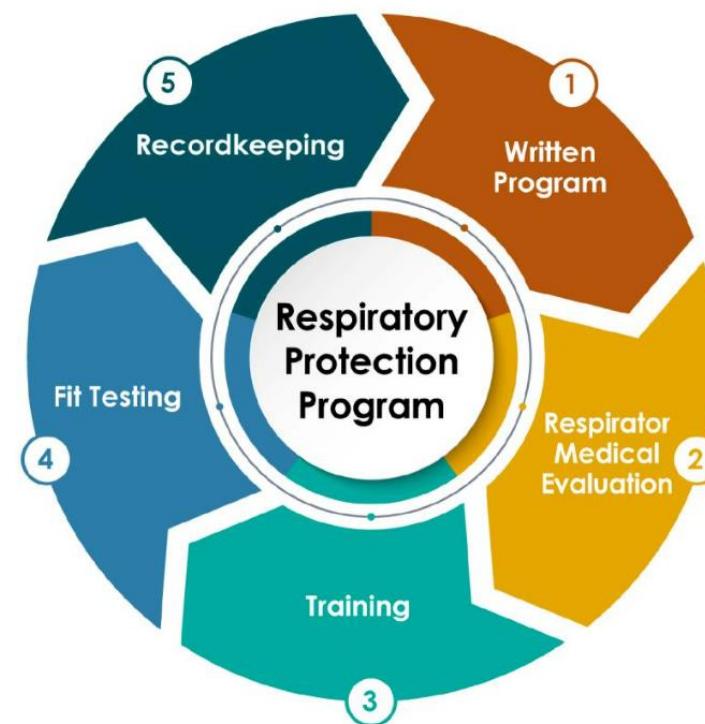 Respiratory
Protection
Program
1
Written
Program
2
Respirator
Medical
Evaluation
3
Training
4
Fit Testing
5
Recordkeeping